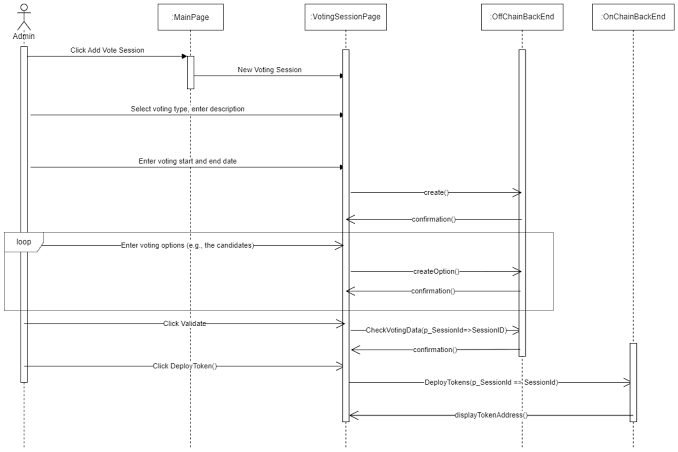 :MainPage
:VotingSessionPage
:OffChainBackEnd
:OnChainBackEnd
Admin
Click Add Vote Session
New Voting Session
Select voting type, enter description
Enter voting start and end date
create()
confirmation()
loop
Enter voting options (e.g., the candidates)
createOption()
confirmation()
Click Validate
CheckVotingData(p_SessionId=>SessionID)
confirmation()
Click DeployToken()
DeployTokens(p_SessionId => SessionId)
displayTokenAddress()